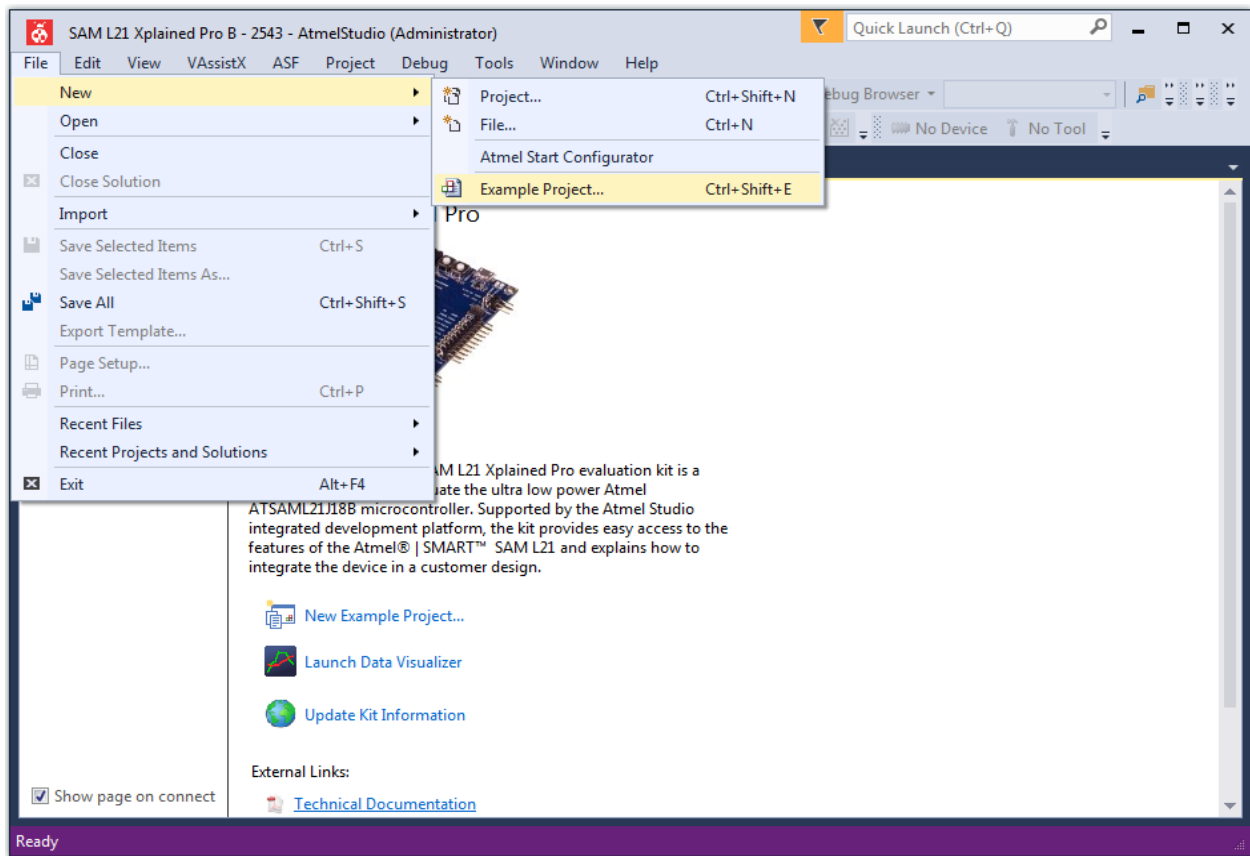 SAM L21 Xplained Pro B - 2543 - AtmelStudio (Administrator)
Quick Launch (Ctrl+Q)
File Edit View VAssistX ASF Project Debug Tools Window Help
New
Open
Close
Close Solution
Import
Save Selected Items Ctrl+S
Save Selected Items As...
Save All Ctrl+Shift+S
Export Template...
Page Setup...
Print... Ctrl+P
Recent Files
Recent Projects and Solutions
Exit Alt+F4
Project... Ctrl+Shift+N
File... Ctrl+N
Atmel Start Configurator
Example Project... Ctrl+Shift+E
ebug Browser
No Device No Tool
Pro
AM L21 Xplained Pro evaluation kit is a
uate the ultra low power Atmel
ATSAML21J18B microcontroller. Supported by the Atmel Studio
integrated development platform, the kit provides easy access to the
features of the Atmel® | SMART™ SAM L21 and explains how to
integrate the device in a customer design.
New Example Project...
Launch Data Visualizer
Update Kit Information
External Links:
Technical Documentation
Show page on connect
Ready